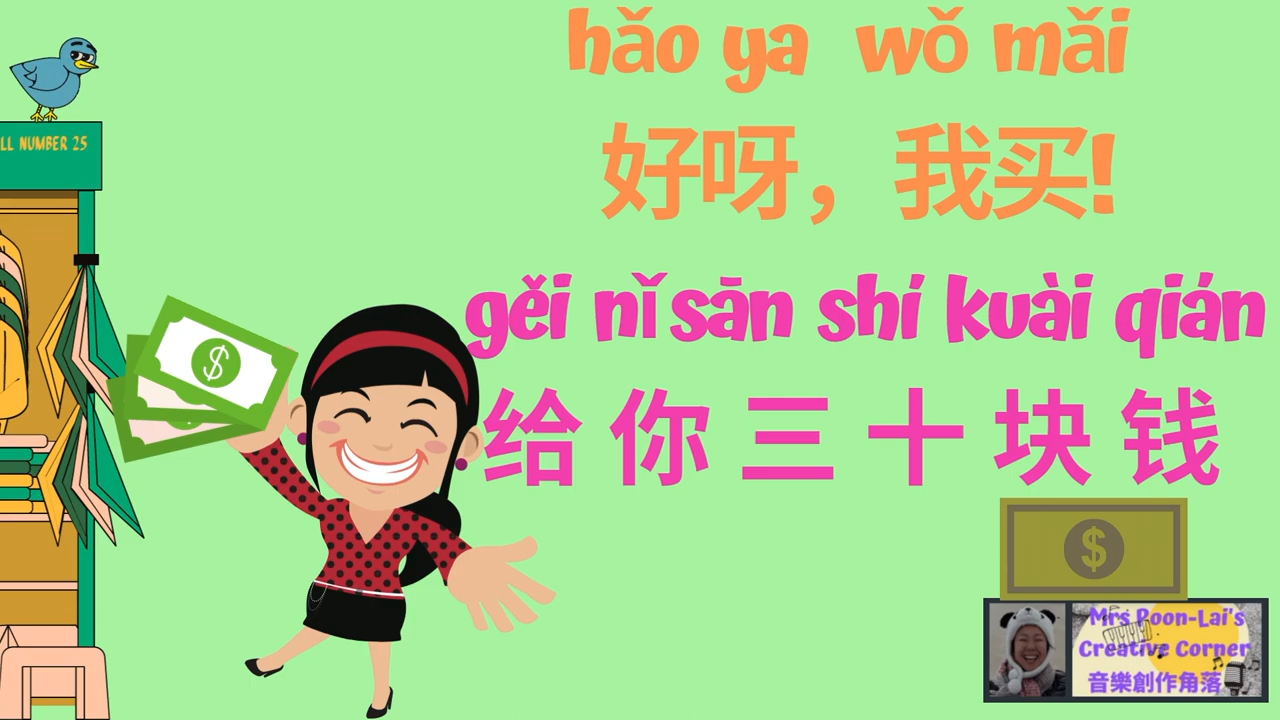 hǎo ya wǒ mǎi
好呀，我买!
LL NUMBER 25
gěi nǐ sān shí kuài qián
给你三十块钱
$
$
Mrs Poon-Lai's
Creative Corner
音樂創作角落